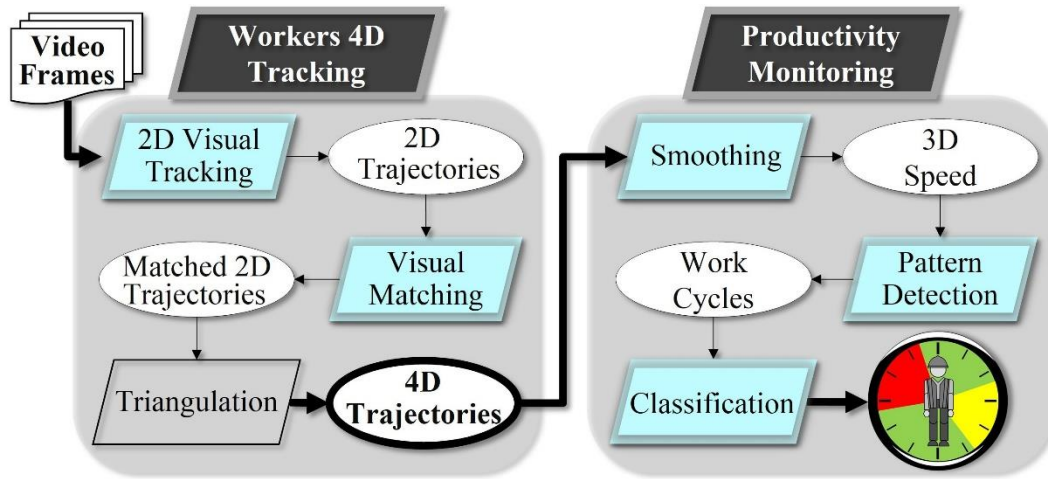 Video
Frames
Workers 4D
Tracking
2D Visual
Tracking
2D
Trajectories
Visual
Matching
Matched 2D
Trajectories
Triangulation
4D
Trajectories
Productivity
Monitoring
Smoothing
3D
Speed
Pattern
Detection
Work
Cycles
Classification